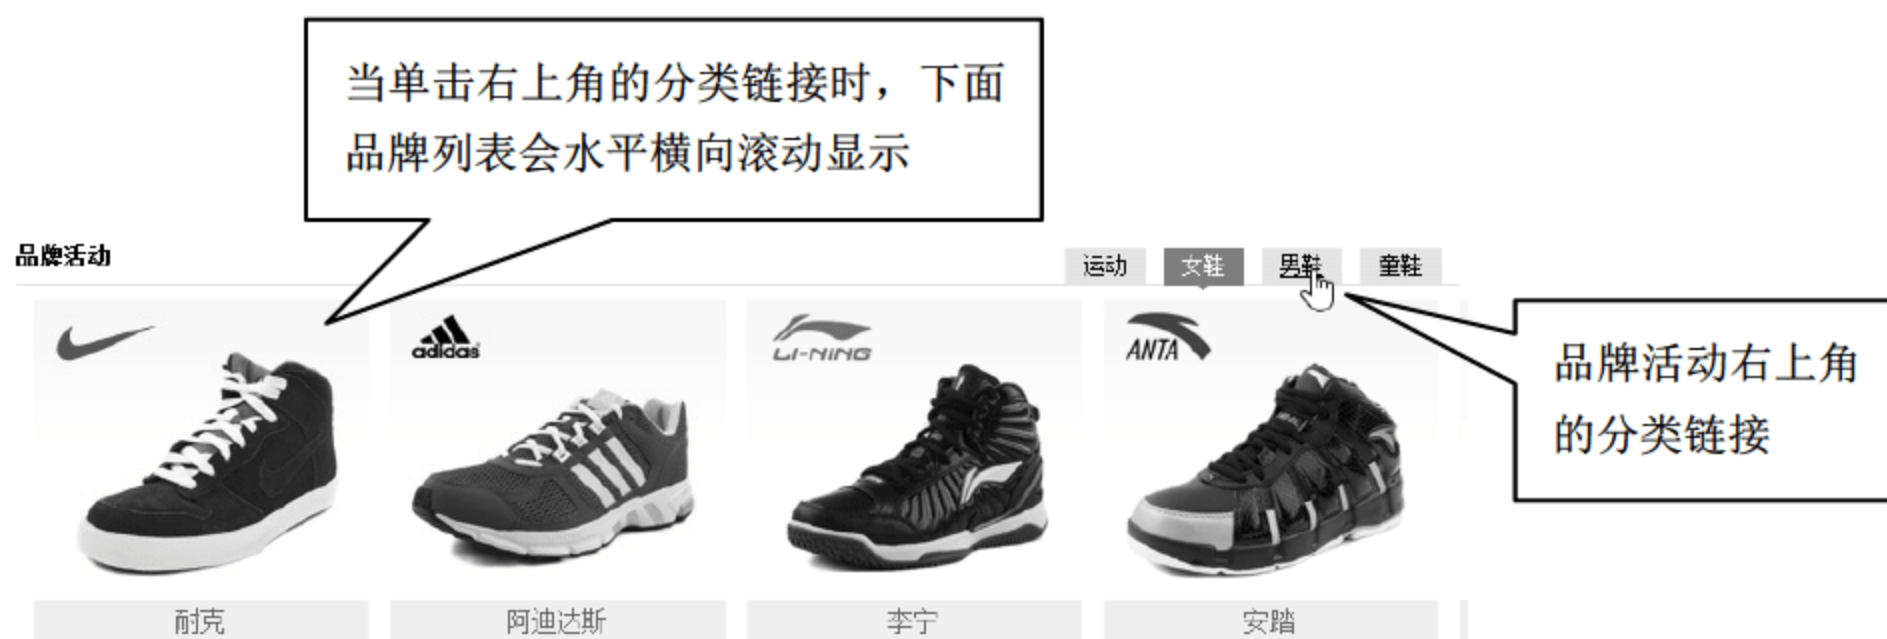 当单击右上角的分类链接时，下面
品牌列表会水平横向滚动显示
品牌活动
运动 女鞋 男鞋 童鞋
adidas
LI-NING
ANTA
品牌活动右上角
的分类链接
耐克 阿迪达斯 李宁 安踏